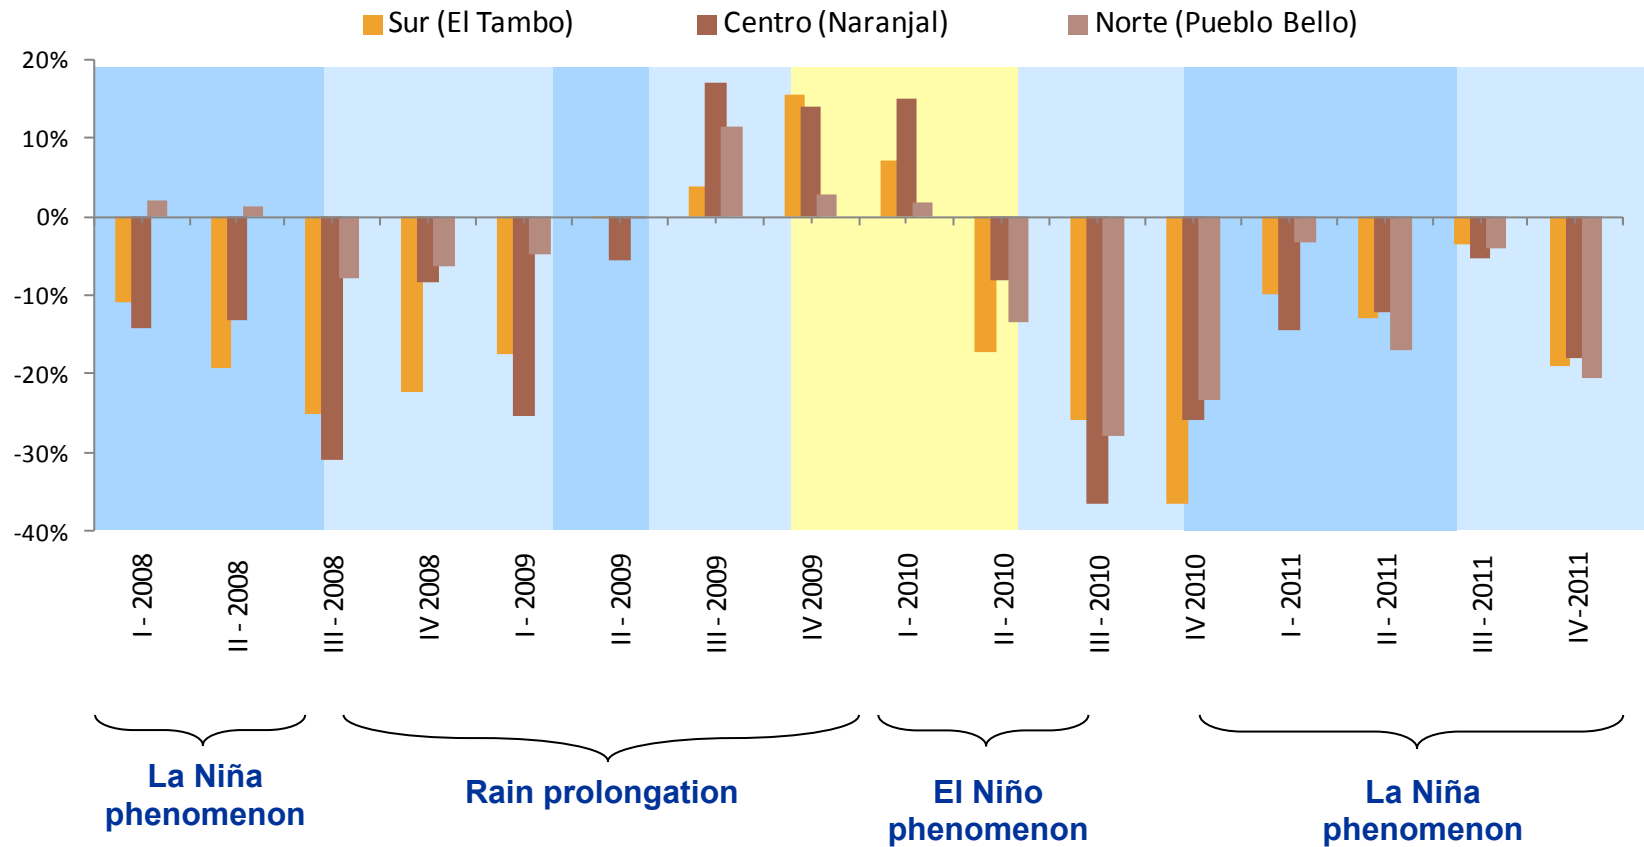 Sur (El Tambo) Centro (Naranjal) Norte (Pueblo Bello)
20%
10%
0%
-10%
-20%
-30%
-40%
I - 2008
II - 2008
III - 2008
IV 2008
I - 2009
II - 2009
III - 2009
IV 2009
I - 2010
II - 2010
III - 2010
IV 2010
I - 2011
II - 2011
III - 2011
IV -2011
La Niña
phenomenon
Rain prolongation
El Niño
phenomenon
La Niña
phenomenon